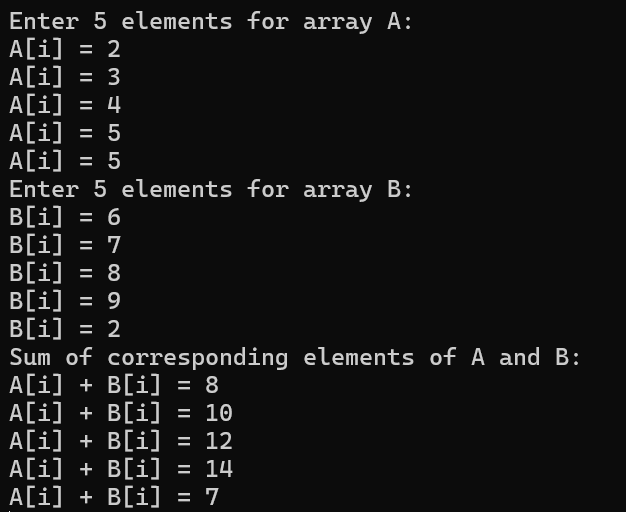 Enter 5 elements for array A:
A[i] = 2
A[i] = 3
A[i] = 4
A[i] = 5
A[i] = 5
Enter 5 elements for array B:
B[i] = 6
B[i] = 7
B[i] = 8
B[i] = 9
B[i] = 2
Sum of corresponding elements of A and B:
A[i] + B[i] = 8
A[i] + B[i] = 10
A[i] + B[i] = 12
A[i] + B[i] = 14
A[i] + B[i] = 7